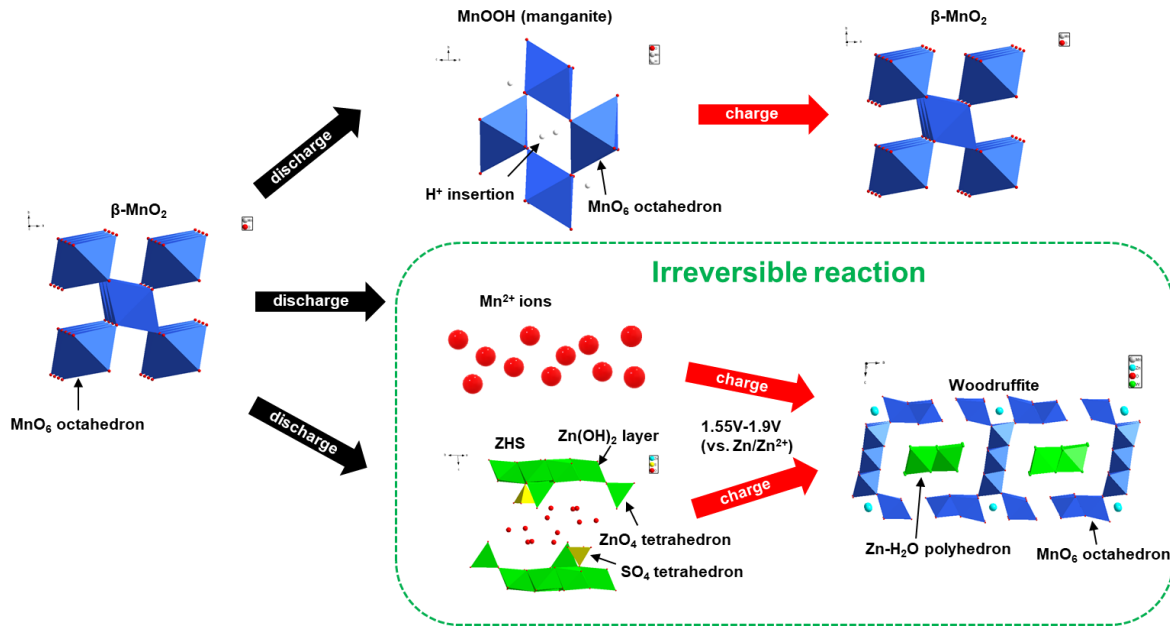 MnOOH (manganite)
β-MnO₂
discharge
H⁺ insertion
MnO₆ octahedron
charge
β-MnO₂
MnO₆ octahedron
discharge
discharge
Irreversible reaction
Mn²⁺ ions
charge
1.55V-1.9V
(vs. Zn/Zn²⁺)
charge
ZHS
Zn(OH)₂ layer
ZnO₄ tetrahedron
SO₄ tetrahedron
Woodruffite
Zn-H₂O polyhedron
MnO₆ octahedron